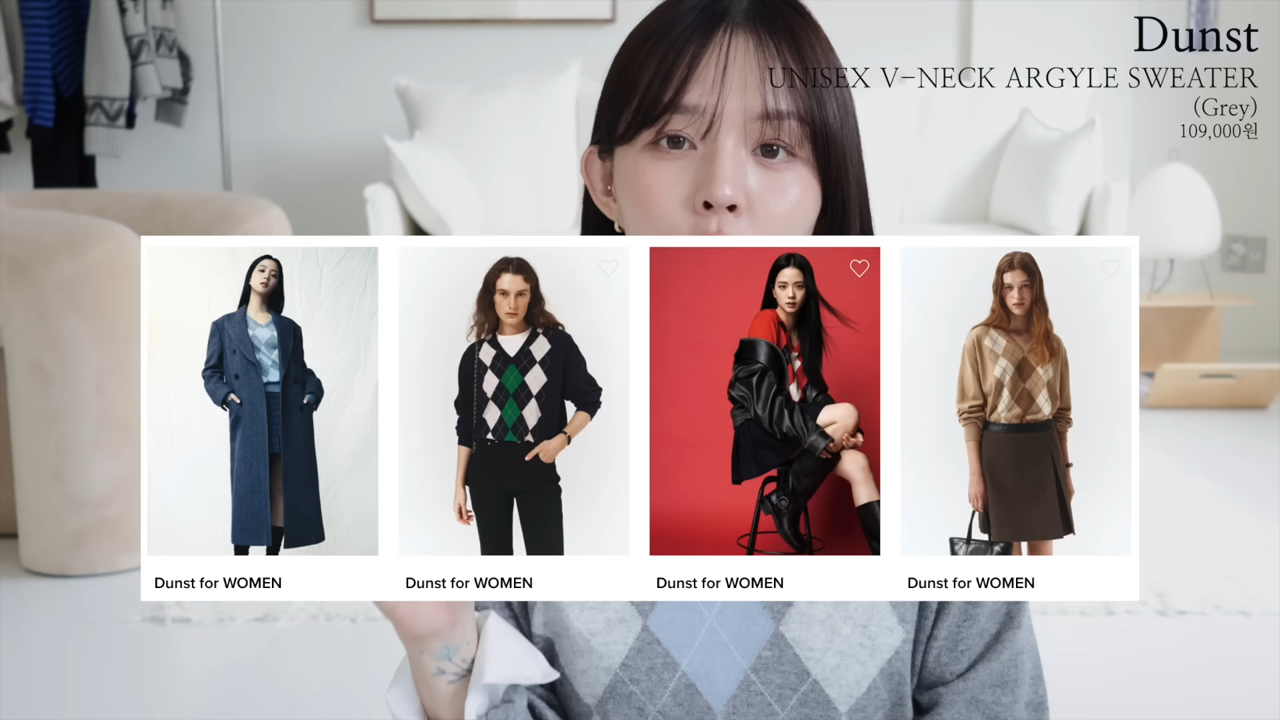 Dunst
UNISEX V-NECK ARGYLE SWEATER
(Grey)
109,000원
Dunst for WOMEN
Dunst for WOMEN
Dunst for WOMEN
Dunst for WOMEN